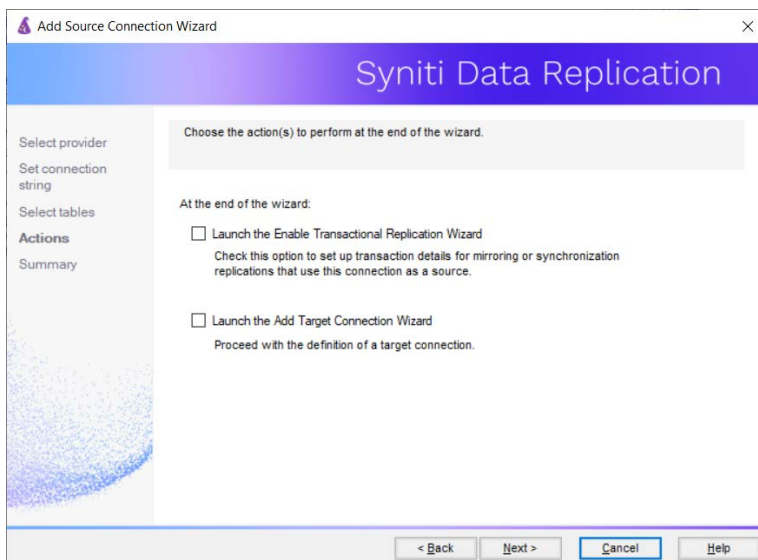 Add Source Connection Wizard
Syniti Data Replication
Select provider
Set connection
string
Select tables
Actions
Summary
Choose the action(s) to perform at the end of the wizard.
At the end of the wizard:
Launch the Enable Transactional Replication Wizard
Check this option to set up transaction details for mirroring or synchronization
replications that use this connection as a source.
Launch the Add Target Connection Wizard
Proceed with the definition of a target connection.
< Back Next > Cancel Help